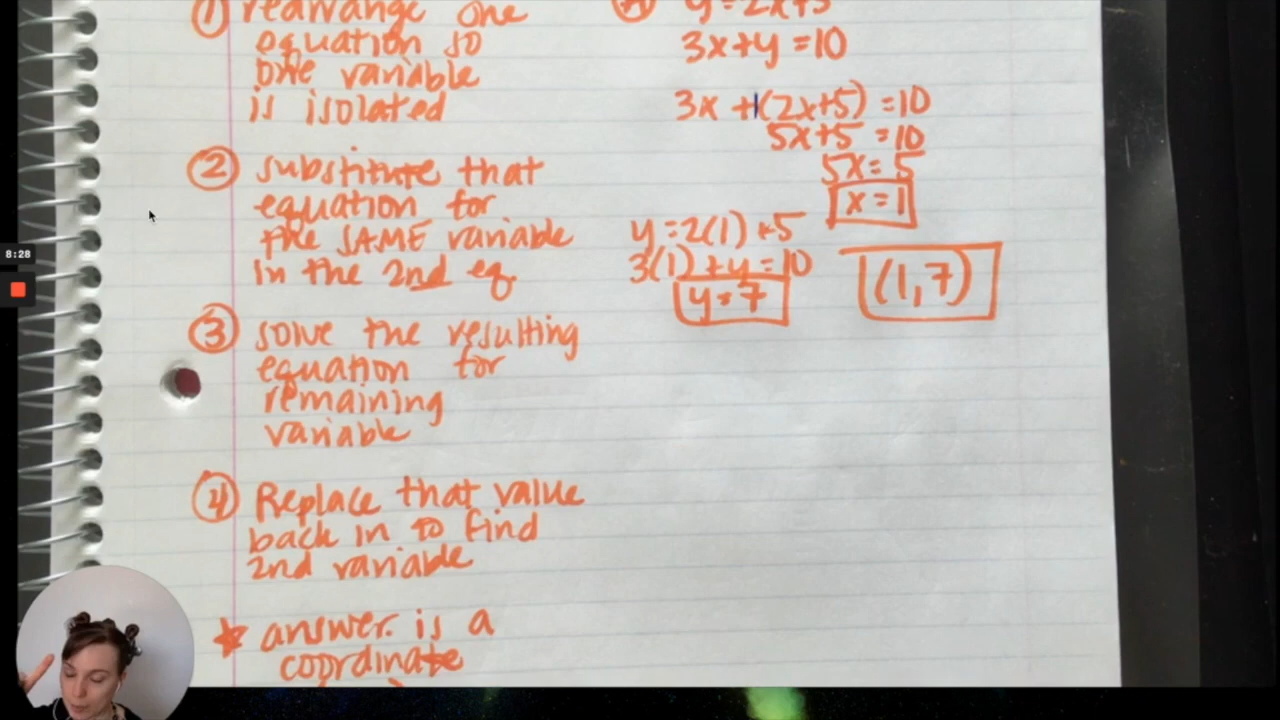 ① rearrange one
equation so
one variable
is isolated
② substitute that
equation for
the SAME variable
in the 2nd eq.
③ solve the resulting
equation for
remaining
variable
④ Replace that value
back in to find
2nd variable
★ answer is a
coordinate
Ⓐ y = 2x+5
3x+y = 10
3x +1(2x+5) = 10
5x+5 = 10
5x = 5
x = 1
y = 2(1) + 5
3(1) + y = 10
y = 7
(1,7)
8:28